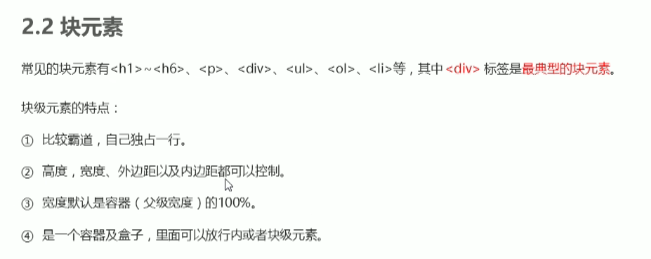 2.2 块元素
常见的块元素有<h1>~<h6>、<p>、<div>、<ul>、<ol>、<li>等，其中 <div> 标签是最典型的块元素。
块级元素的特点：
① 比较霸道，自己独占一行。
② 高度，宽度、外边距以及内边距都可以控制。
③ 宽度默认是容器（父级宽度）的100%。
④ 是一个容器及盒子，里面可以放行内或者块级元素。